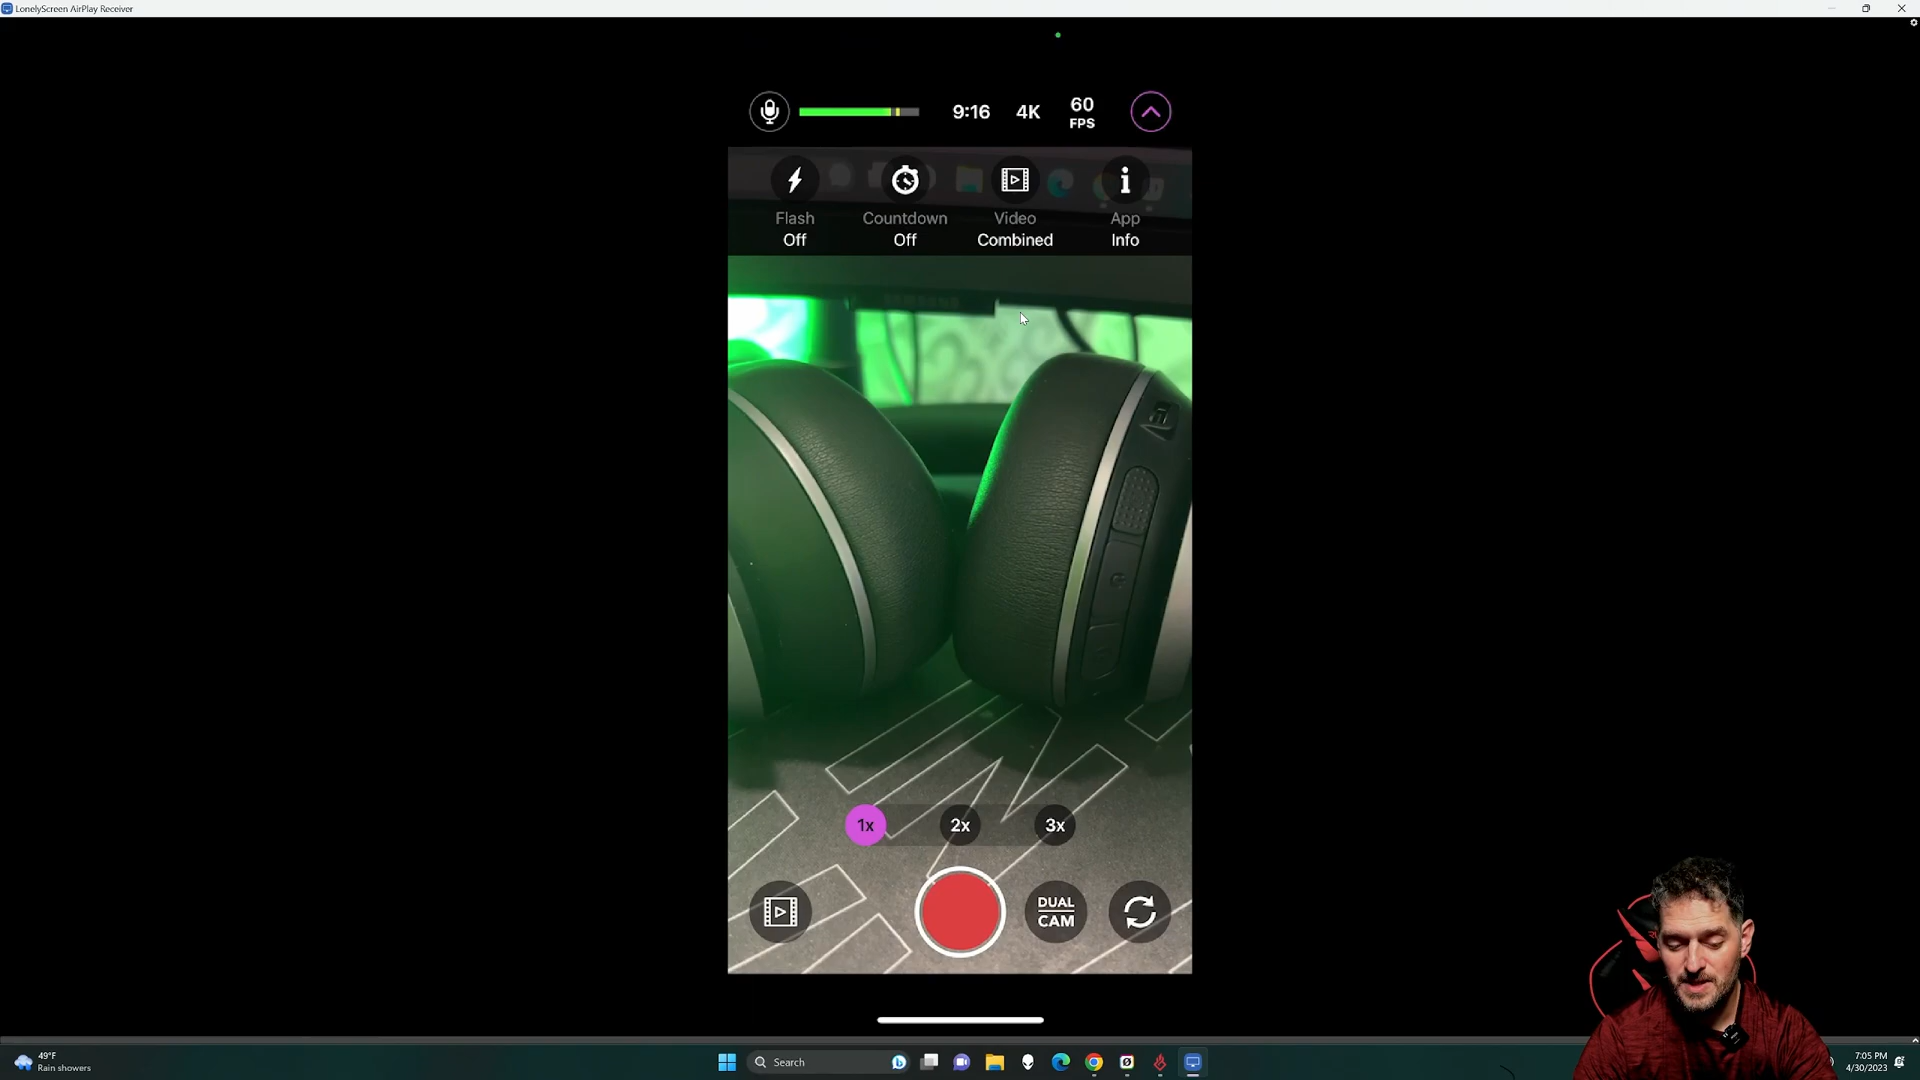 LonelyScreen AirPlay Receiver
9:16 4K 60 FPS
Flash Countdown Video App
Off Off Combined Info
1x 2x 3x
DUAL
CAM
49°F
Rain showers
Search
7:05 PM
4/30/2023